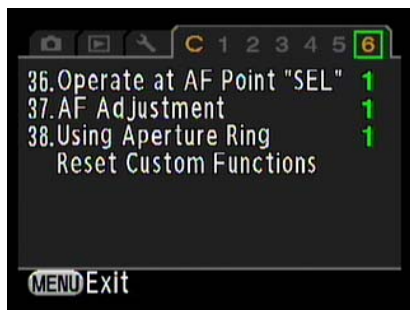 C 1 2 3 4 5 6
36.Operate at AF Point "SEL" 1
37.AF Adjustment 1
38.Using Aperture Ring 1
Reset Custom Functions
MENU Exit